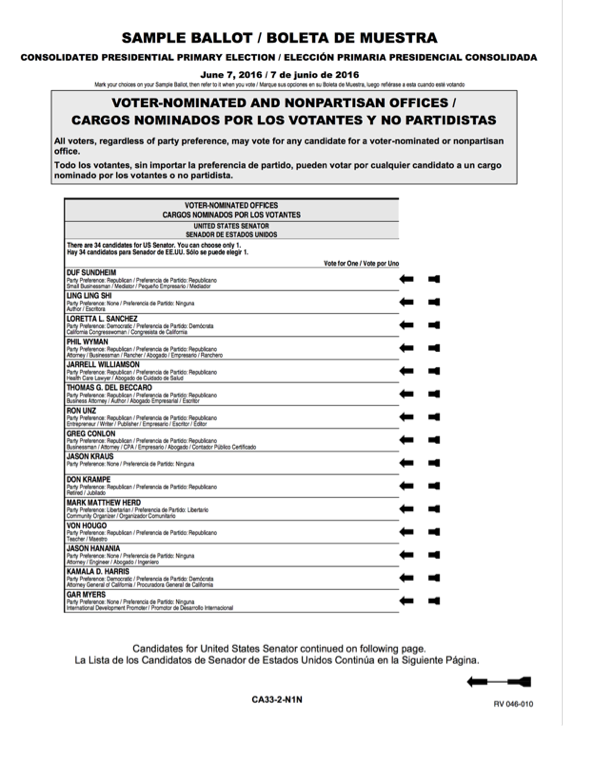 SAMPLE BALLOT / BOLETA DE MUESTRA
CONSOLIDATED PRESIDENTIAL PRIMARY ELECTION / ELECCIÓN PRIMARIA PRESIDENCIAL CONSOLIDADA
June 7, 2016 / 7 de junio de 2016
Mark your choices on your Sample Ballot, then refer to it when you vote / Marque sus opciones en su Boleta de Muestra, luego refiérase a esta cuando esté votando
VOTER-NOMINATED AND NONPARTISAN OFFICES /
CARGOS NOMINADOS POR LOS VOTANTES Y NO PARTIDISTAS
All voters, regardless of party preference, may vote for any candidate for a voter-nominated or nonpartisan
office.
Todo los votantes, sin importar la preferencia de partido, pueden votar por cualquier candidato a un cargo
nominado por los votantes o no partidista.
VOTER-NOMINATED OFFICES
CARGOS NOMINADOS POR LOS VOTANTES
UNITED STATES SENATOR
SENADOR DE ESTADOS UNIDOS
There are 34 candidates for US Senator. You can choose only 1.
Hay 34 candidatos para Senador de EE.UU. Sólo se puede elegir 1.
Vote for One / Vote por Uno
DUF SUNDHEIM
Party Preference: Republican / Preferencia de Partido: Republicano
Small Businessman / Mediator / Pequeño Empresario / Mediador
LING LING SHI
Party Preference: None / Preferencia de Partido: Ninguna
Author / Escritora
LORETTA L. SANCHEZ
Party Preference: Democratic / Preferencia de Partido: Demócrata
California Congresswoman / Congresista de California
PHIL WYMAN
Party Preference: Republican / Preferencia de Partido: Republicano
Attorney / Businessman / Rancher / Abogado / Empresario / Ranchero
JARRELL WILLIAMSON
Party Preference: Republican / Preferencia de Partido: Republicano
Health Care Lawyer / Abogado de Cuidado de Salud
THOMAS G. DEL BECCARO
Party Preference: Republican / Preferencia de Partido: Republicano
Business Attorney / Author / Abogado Empresarial / Escritor
RON UNZ
Party Preference: Republican / Preferencia de Partido: Republicano
Entrepreneur / Writer / Publisher / Empresario / Escritor / Editor
GREG CONLON
Party Preference: Republican / Preferencia de Partido: Republicano
Businessman / Attorney / CPA / Empresario / Abogado / Contador Público Certificado
JASON KRAUS
Party Preference: None / Preferencia de Partido: Ninguna
DON KRAMPE
Party Preference: Republican / Preferencia de Partido: Republicano
Retired / Jubilado
MARK MATTHEW HERD
Party Preference: Libertarian / Preferencia de Partido: Libertario
Community Organizer / Organizador Comunitario
VON HOUGO
Party Preference: Republican / Preferencia de Partido: Republicano
Teacher / Maestro
JASON HANANIA
Party Preference: None / Preferencia de Partido: Ninguna
Attorney / Engineer / Abogado / Ingeniero
KAMALA D. HARRIS
Party Preference: Democratic / Preferencia de Partido: Demócrata
Attorney General of California / Procuradora General de California
GAR MYERS
Party Preference: None / Preferencia de Partido: Ninguna
International Development Promoter / Promotor de Desarrollo Internacional
Candidates for United States Senator continued on following page.
La Lista de los Candidatos de Senador de Estados Unidos Continúa en la Siguiente Página.
CA33-2-N1N
RV 046-010